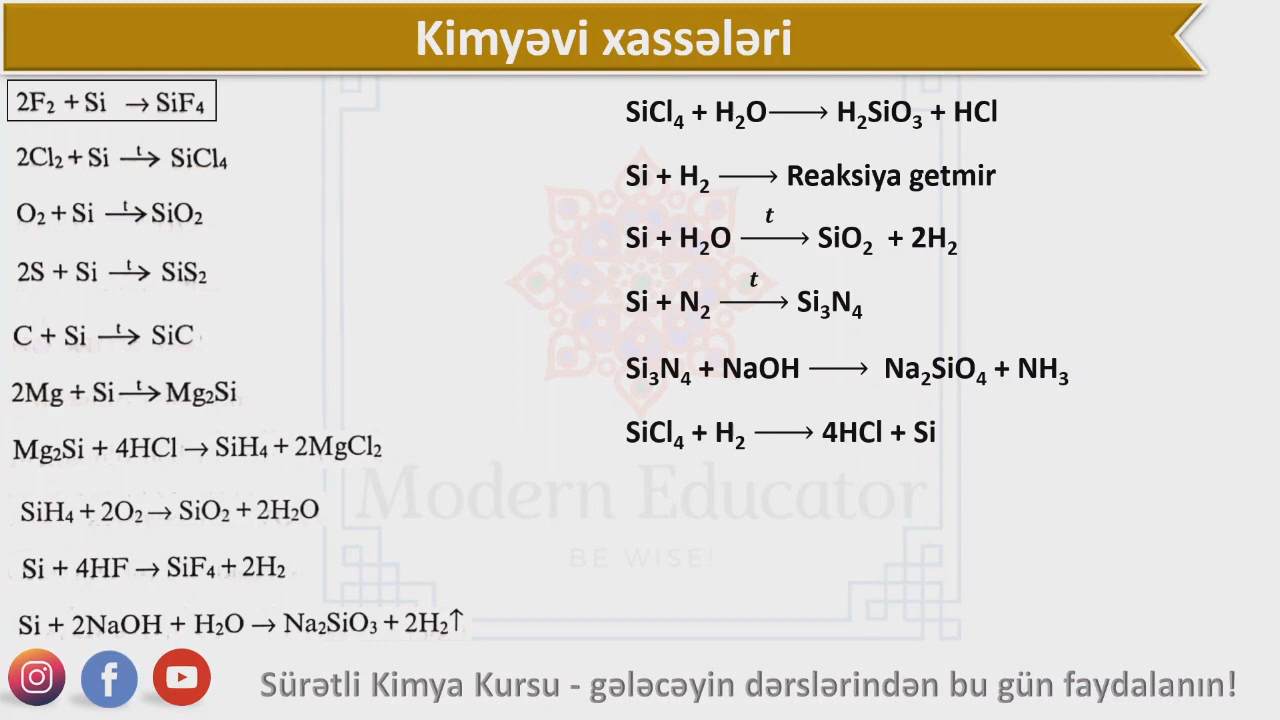 Kimyəvi xassələri
2F₂ + Si → SiF₄
2Cl₂ + Si —t→ SiCl₄
O₂ + Si —t→ SiO₂
2S + Si —t→ SiS₂
C + Si —t→ SiC
2Mg + Si —t→ Mg₂Si
Mg₂Si + 4HCl → SiH₄ + 2MgCl₂
SiH₄ + 2O₂ → SiO₂ + 2H₂O
Si + 4HF → SiF₄ + 2H₂
Si + 2NaOH + H₂O → Na₂SiO₃ + 2H₂↑
SiCl₄ + H₂O → H₂SiO₃ + HCl
Si + H₂ → Reaksiya getmir
Si + H₂O —t→ SiO₂ + 2H₂
Si + N₂ —t→ Si₃N₄
Si₃N₄ + NaOH → Na₂SiO₄ + NH₃
SiCl₄ + H₂ → 4HCl + Si
Modern Educator
BE WISE!
Sürətli Kimya Kursu - gələcəyin dərslərindən bu gün faydalanın!